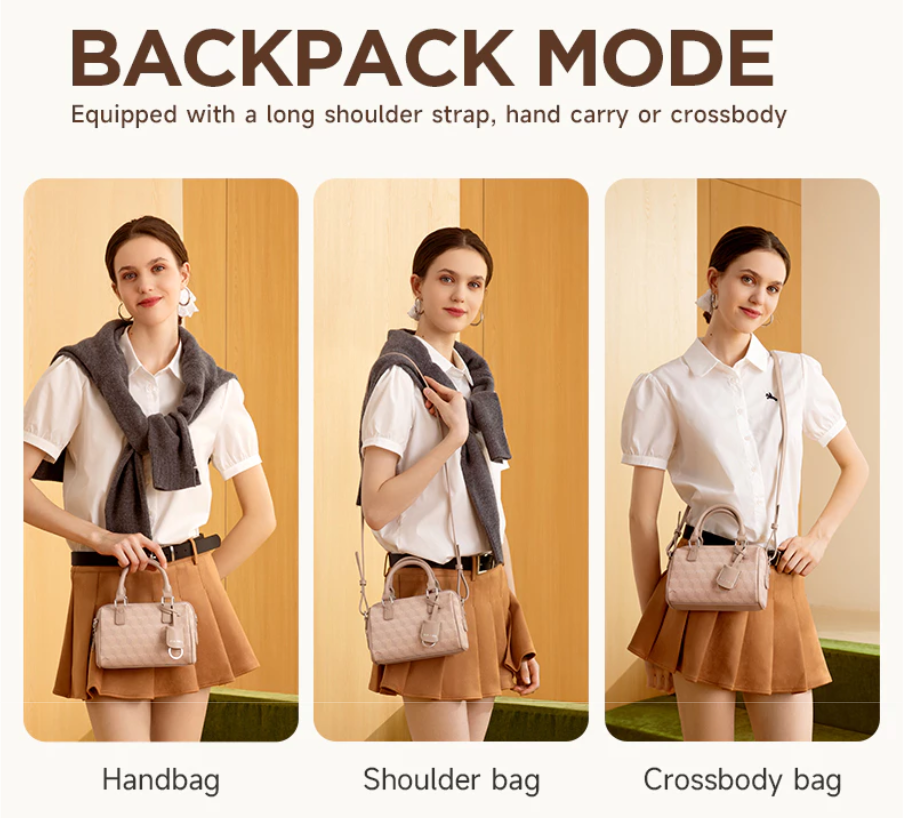 BACKPACK MODE
Equipped with a long shoulder strap, hand carry or crossbody
Handbag
Shoulder bag
Crossbody bag